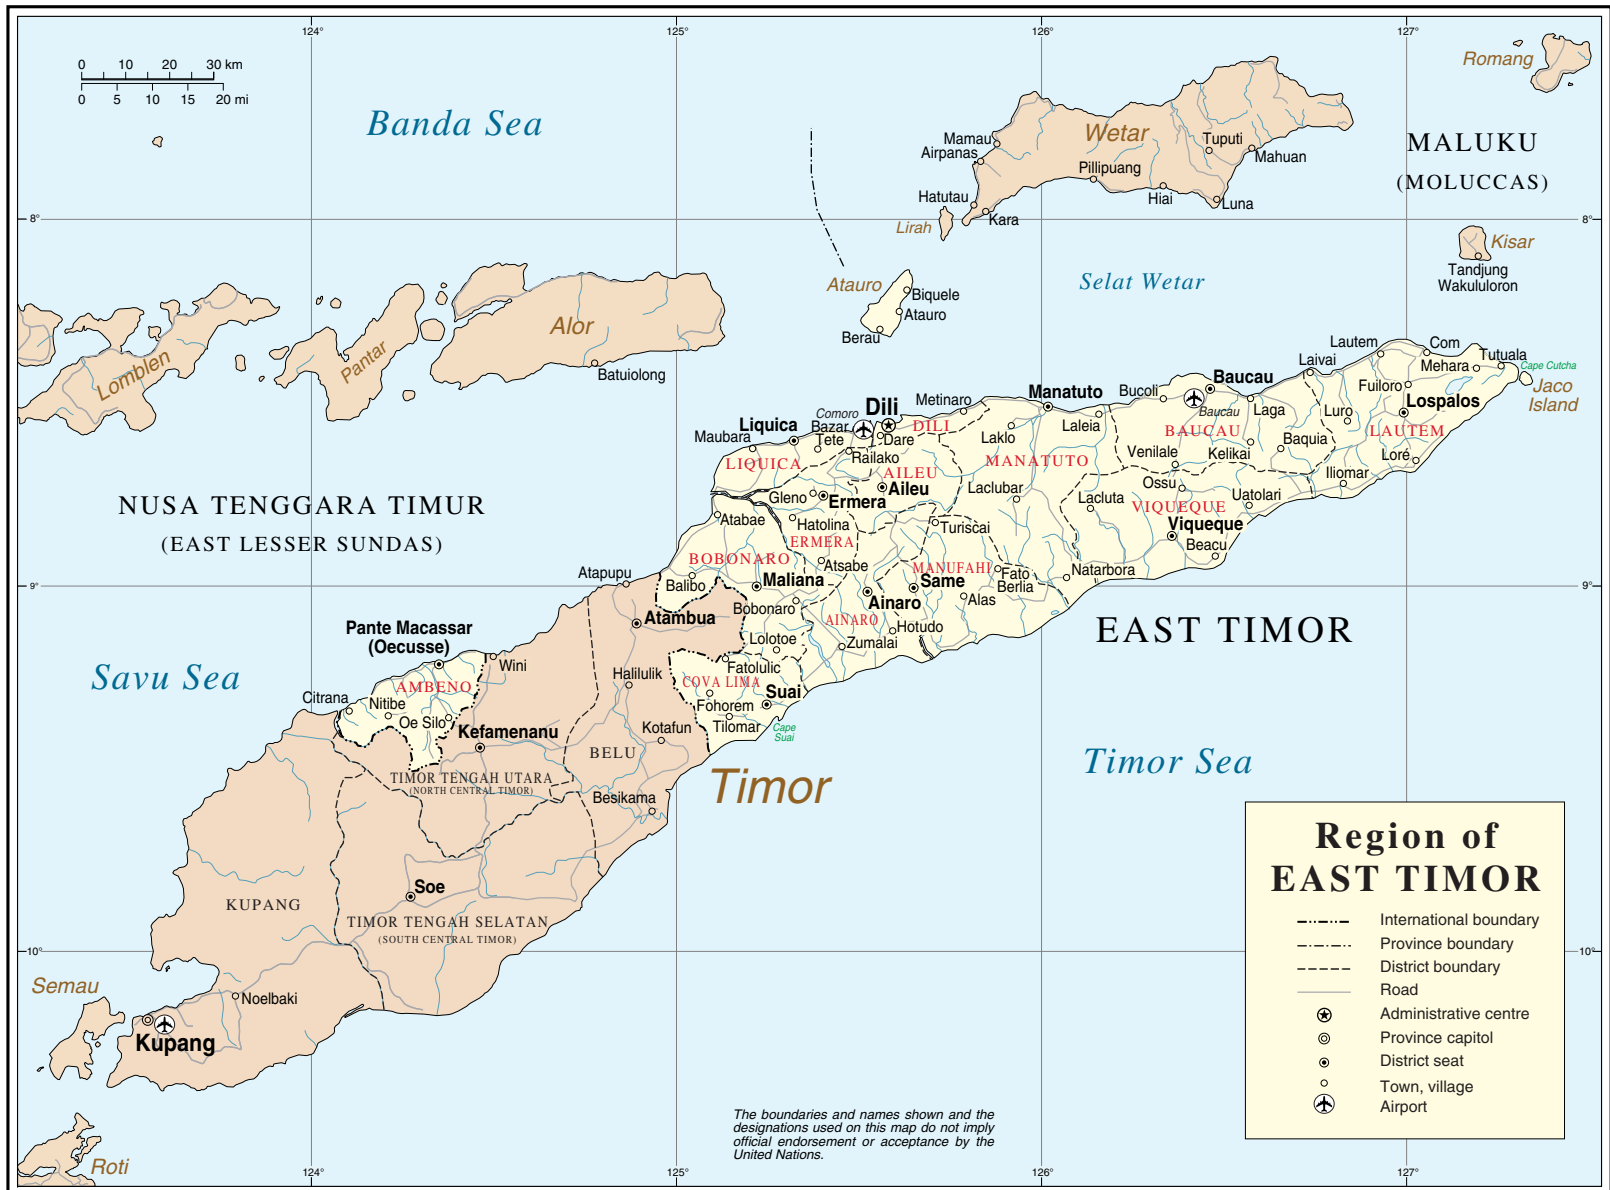 124°
125°
126°
127°
0 10 20 30 km
0 5 10 15 20 mi
Banda Sea
Romang
Wetar
Mamau
Airpanas
Tuputi
Mahuan
Pillipuang
MALUKU
(MOLUCCAS)
Hatutau
Hiai
Luna
Kara
Lirah
8°
8°
Kisar
Tandjung
Wakululoron
Selat Wetar
Atauro
Biquele
Atauro
Berau
Alor
Pantar
Lomblen
Batuiolong
Lautem
Com
Laivai
Mehara
Tutuala
Cape Cutcha
Jaco
Island
Fuiloro
Lospalos
Luro
LAUTEM
Lore
Iliomar
Baucau
Bucoli
Baucau
Laga
BAUCAU
Baquia
Venilale
Kelikai
Manatuto
Metinaro
Laleia
Laklo
MANATUTO
Laclubar
Dili
Comoro
Bazar
DILI
Dare
Tete
Railako
Liquica
Maubara
LIQUICA
AILEU
Aileu
Gleno
Ermera
Hatolina
ERMERA
Atsabe
Ossu
Lacluta
Uatolari
VIQUEQUE
Viqueque
Beacu
Natarbora
Turiscai
MANUFAHI
Same
Fato
Berlia
Alas
NUSA TENGGARA TIMUR
(EAST LESSER SUNDAS)
Atabae
BOBONARO
Balibo
Maliana
Bobonaro
Lolotoe
Ainaro
AINARO
Hotudo
Zumalai
9°
9°
Atapupu
Atambua
EAST TIMOR
Pante Macassar
(Oecusse)
Wini
Savu Sea
AMBENO
Citrana
Nitibe
Oe Silo
Halilulik
Fatolulic
COVA LIMA
Suai
Fohorem
Tilomar
Cape
Suai
Kefamenanu
Kotafun
BELU
TIMOR TENGAH UTARA
(NORTH CENTRAL TIMOR)
Besikama
Timor
Timor Sea
Soe
KUPANG
TIMOR TENGAH SELATAN
(SOUTH CENTRAL TIMOR)
10°
10°
Semau
Noelbaki
Kupang
Roti
Region of
EAST TIMOR
International boundary
Province boundary
District boundary
Road
Administrative centre
Province capitol
District seat
Town, village
Airport
The boundaries and names shown and the
designations used on this map do not imply
official endorsement or acceptance by the
United Nations.
124°
125°
126°
127°